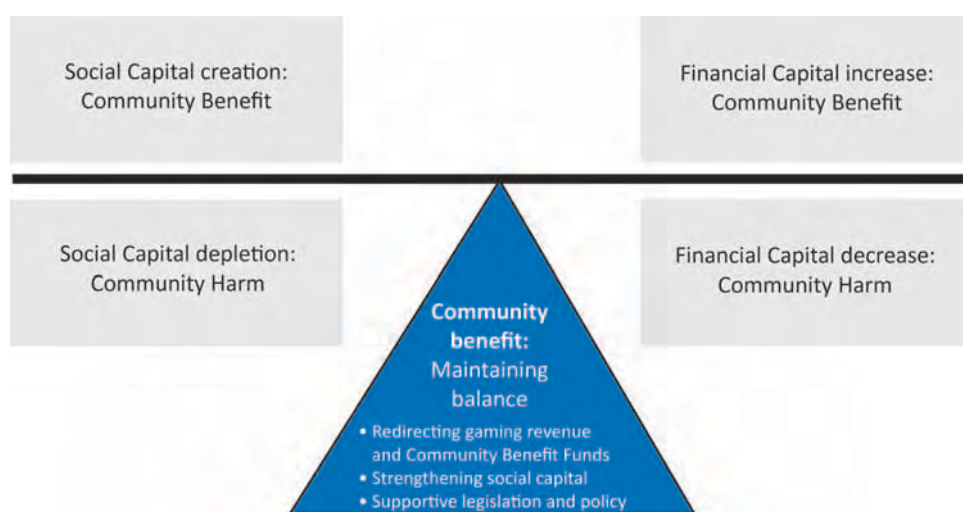 Social Capital creation:
Community Benefit
Financial Capital increase:
Community Benefit
Social Capital depletion:
Community Harm
Financial Capital decrease:
Community Harm
Community
benefit:
Maintaining
balance
• Redirecting gaming revenue
and Community Benefit Funds
• Strengthening social capital
• Supportive legislation and policy